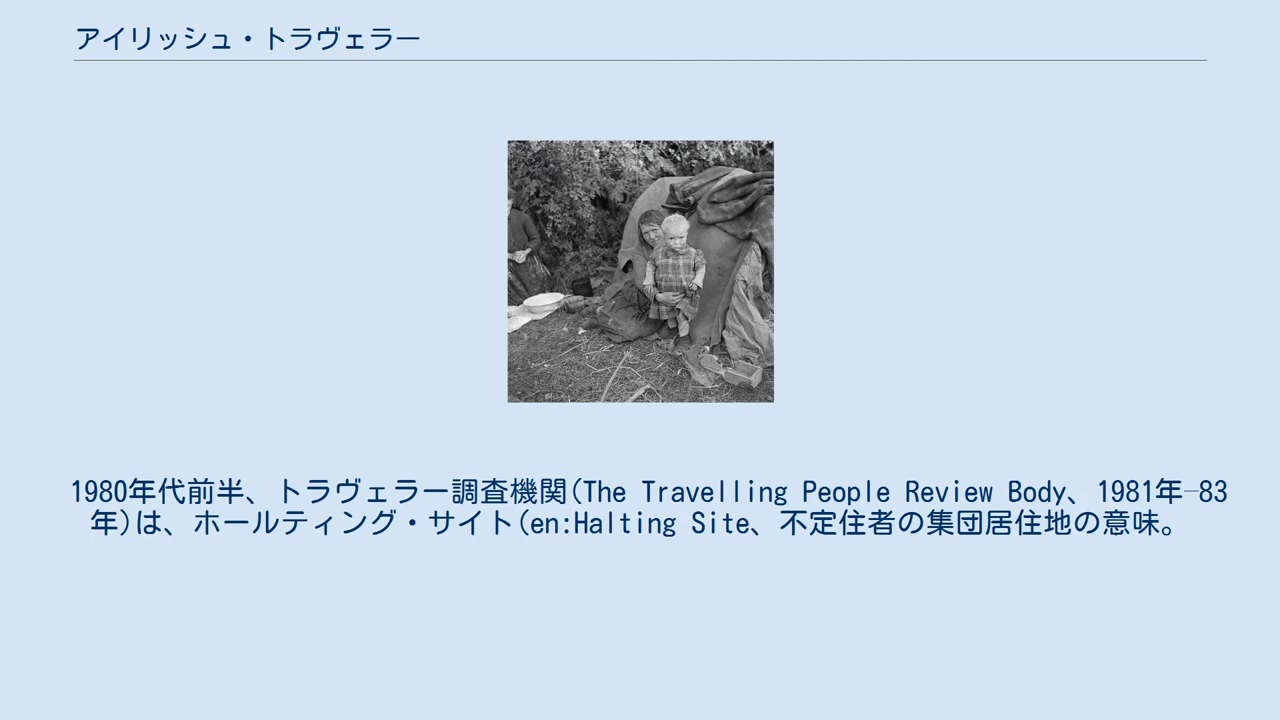 アイリッシュ・トラヴェラー
1980年代前半、トラヴェラー調査機関(The Travelling People Review Body、1981年–83
年)は、ホールティング・サイト(en:Halting Site、不定住者の集団居住地の意味。